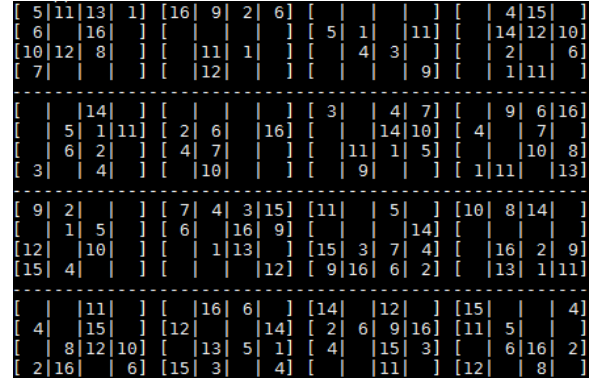 [ 5|11|13| 1] [16| 9| 2| 6] [  |  |  |  ] [  | 4|15|  ]
[ 6|  |16|  ] [  |  |  |  ] [ 5| 1|  |11] [  |14|12|10]
[10|12| 8|  ] [  |11| 1|  ] [  | 4| 3|  ] [  | 2|  | 6]
[ 7|  |  |  ] [  |12|  |  ] [  |  |  | 9] [  | 1|11|  ]
-------------------------------------------------------
[  |  |14|  ] [  |  |  |  ] [ 3|  | 4| 7] [  | 9| 6|16]
[  | 5| 1|11] [ 2| 6|  |16] [  |  |14|10] [ 4|  | 7|  ]
[  | 6| 2|  ] [ 4| 7|  |  ] [  |11| 1| 5] [  |  |10| 8]
[ 3|  | 4|  ] [  |10|  |  ] [  | 9|  |  ] [ 1|11|  |13]
-------------------------------------------------------
[ 9| 2|  |  ] [ 7| 4| 3|15] [11|  | 5|  ] [10| 8|14|  ]
[  | 1| 5|  ] [ 6|  |16| 9] [  |  |  |14] [  |  |  |  ]
[12|  |10|  ] [  | 1|13|  ] [15| 3| 7| 4] [  |16| 2| 9]
[15| 4|  |  ] [  |  |  |12] [ 9|16| 6| 2] [  |13| 1|11]
-------------------------------------------------------
[  |  |11|  ] [  |16| 6|  ] [14|  |12|  ] [15|  |  | 4]
[ 4|  |15|  ] [12|  |  |14] [ 2| 6| 9|16] [11| 5|  |  ]
[  | 8|12|10] [  |13| 5| 1] [ 4|  |15| 3] [  | 6|16| 2]
[ 2|16|  | 6] [15| 3|  | 4] [  |  |11|  ] [12|  | 8|  ]